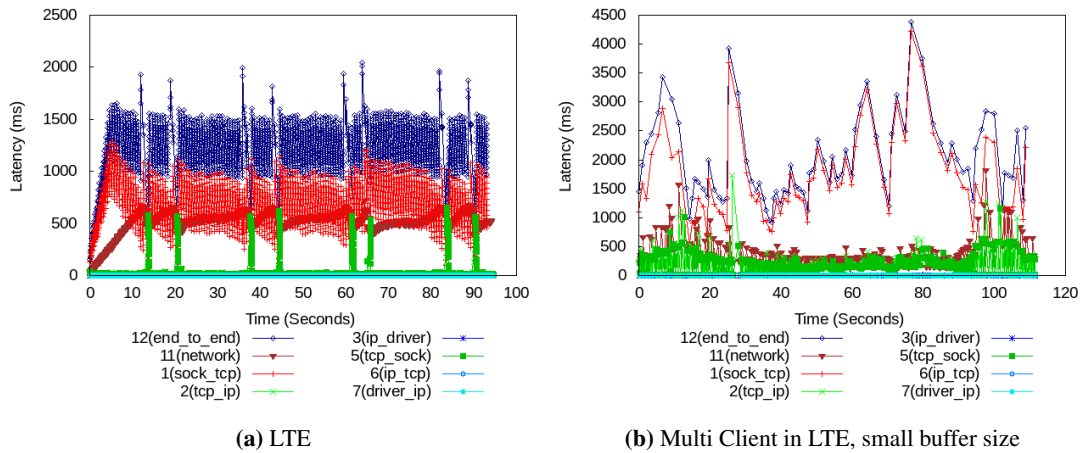 2500
2000
1500
1000
500
0
Latency (ms)
0 10 20 30 40 50 60 70 80 90 100
Time (Seconds)
12(end_to_end) 3(ip_driver)
11(network) 5(tcp_sock)
1(sock_tcp) 6(ip_tcp)
2(tcp_ip) 7(driver_ip)
(a) LTE
4500
4000
3500
3000
2500
2000
1500
1000
500
0
Latency (ms)
0 20 40 60 80 100 120
Time (Seconds)
12(end_to_end) 3(ip_driver)
11(network) 5(tcp_sock)
1(sock_tcp) 6(ip_tcp)
2(tcp_ip) 7(driver_ip)
(b) Multi Client in LTE, small buffer size